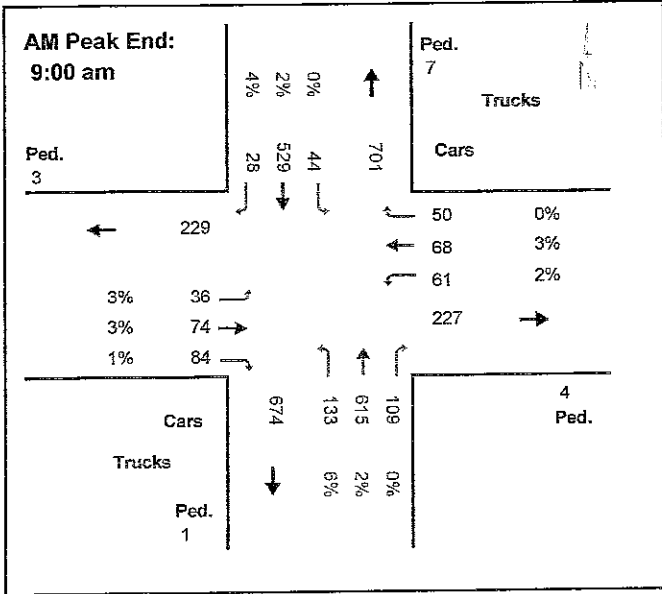 AM Peak End:
9:00 am
4%
2%
0%
Ped.
7
Trucks
Cars
28
529
44
701
Ped.
3
229
50 0%
68 3%
61 2%
227
3% 36
3% 74
1% 84
Cars
Trucks
Ped.
1
674
133
615
109
6%
2%
0%
4
Ped.